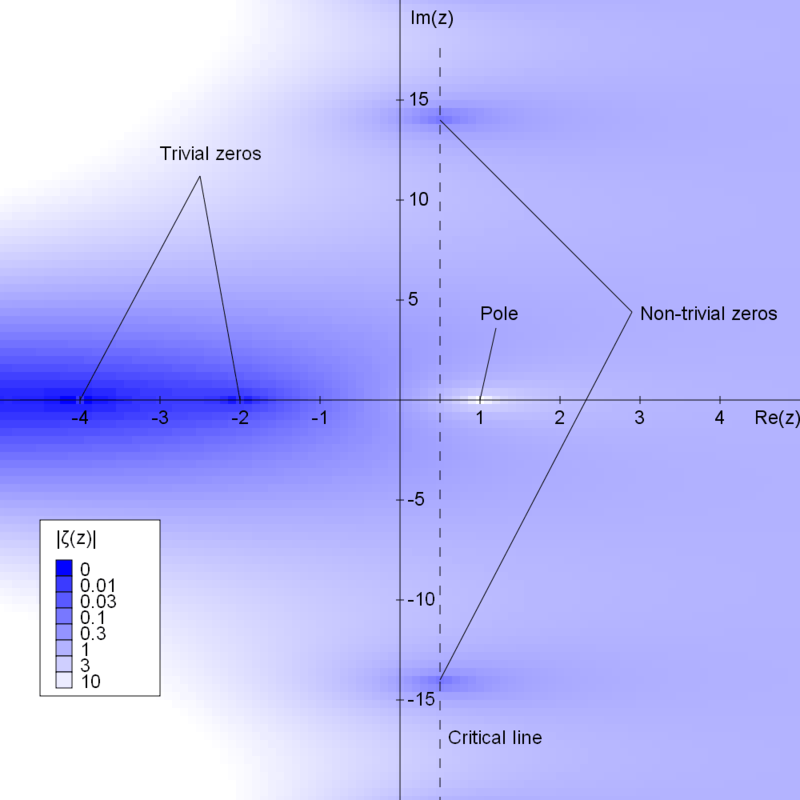 Im(z)
15
Trivial zeros
10
5
Pole
Non-trivial zeros
-4 -3 -2 -1 1 2 3 4 Re(z)
-5
|ζ(z)|
0
0.01
0.03
0.1
0.3
1
3
10
-10
-15
Critical line